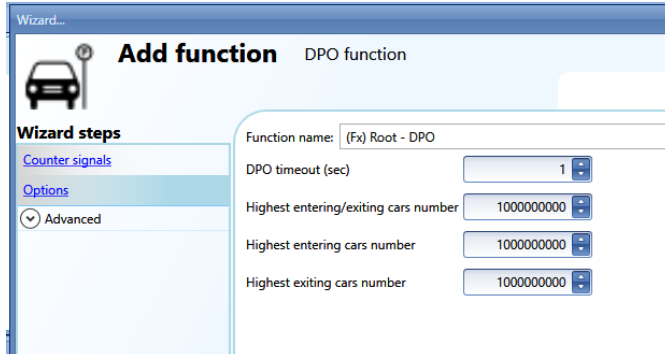 Wizard...
Add function DPO function
Wizard steps
Counter signals
Options
Advanced
Function name: (Fx) Root - DPO
DPO timeout (sec) 1
Highest entering/exiting cars number 1000000000
Highest entering cars number 1000000000
Highest exiting cars number 1000000000